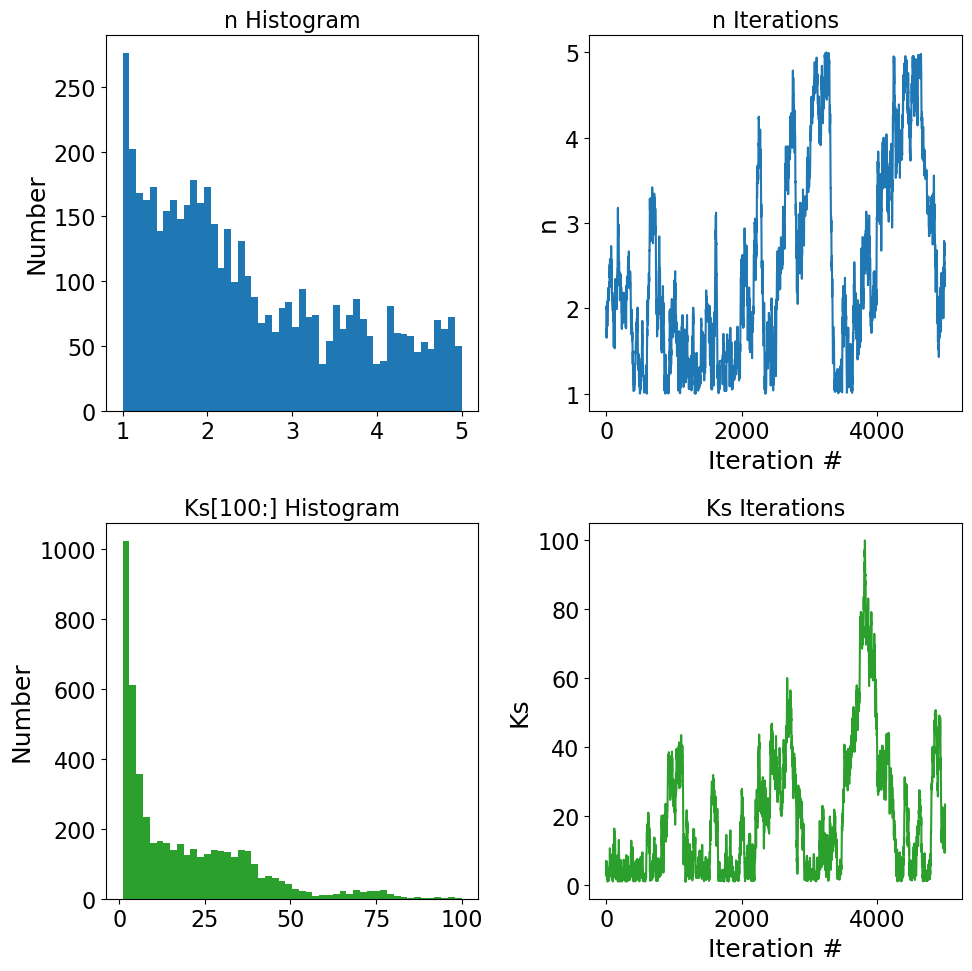 n Histogram
Number
250
200
150
100
50
0
1 2 3 4 5
n Iterations
n
5
4
3
2
1
0 2000 4000
Iteration #
Ks[100:] Histogram
Number
1000
800
600
400
200
0
0 25 50 75 100
Ks Iterations
Ks
100
80
60
40
20
0
0 2000 4000
Iteration #